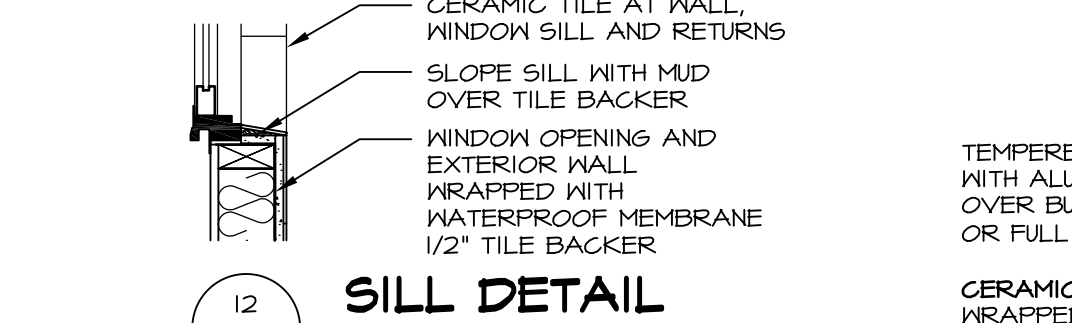 CERAMIC TILE AT WALL,
WINDOW SILL AND RETURNS
SLOPE SILL WITH MUD
OVER TILE BACKER
WINDOW OPENING AND
EXTERIOR WALL
WRAPPED WITH
WATERPROOF MEMBRANE
1/2" TILE BACKER
12
SILL DETAIL
TEMPERE
WITH ALU
OVER BU
OR FULL
CERAMIC
WRAPPED